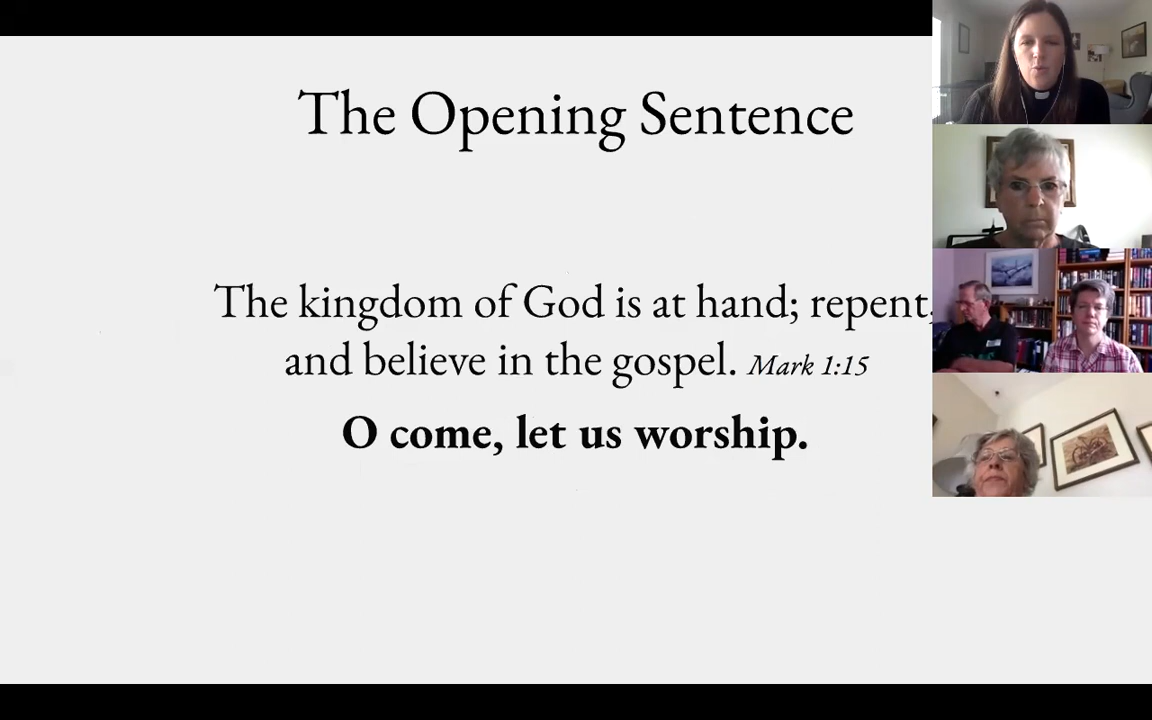 The Opening Sentence
The kingdom of God is at hand; repent,
and believe in the gospel. Mark 1:15
O come, let us worship.